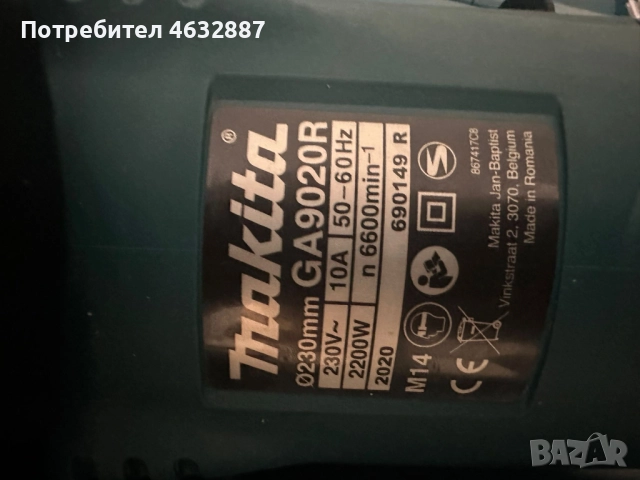 Потребител 4632887
makita®
Ø230mm GA9020R
230V~ 10A 50-60Hz
2200W n 6600min⁻¹
2020 690149 R
M14
CE
S
867417C8
Makita Jan-Baptist
Vinkstraat 2, 3070, Belgium
Made in Romania
BAZAR